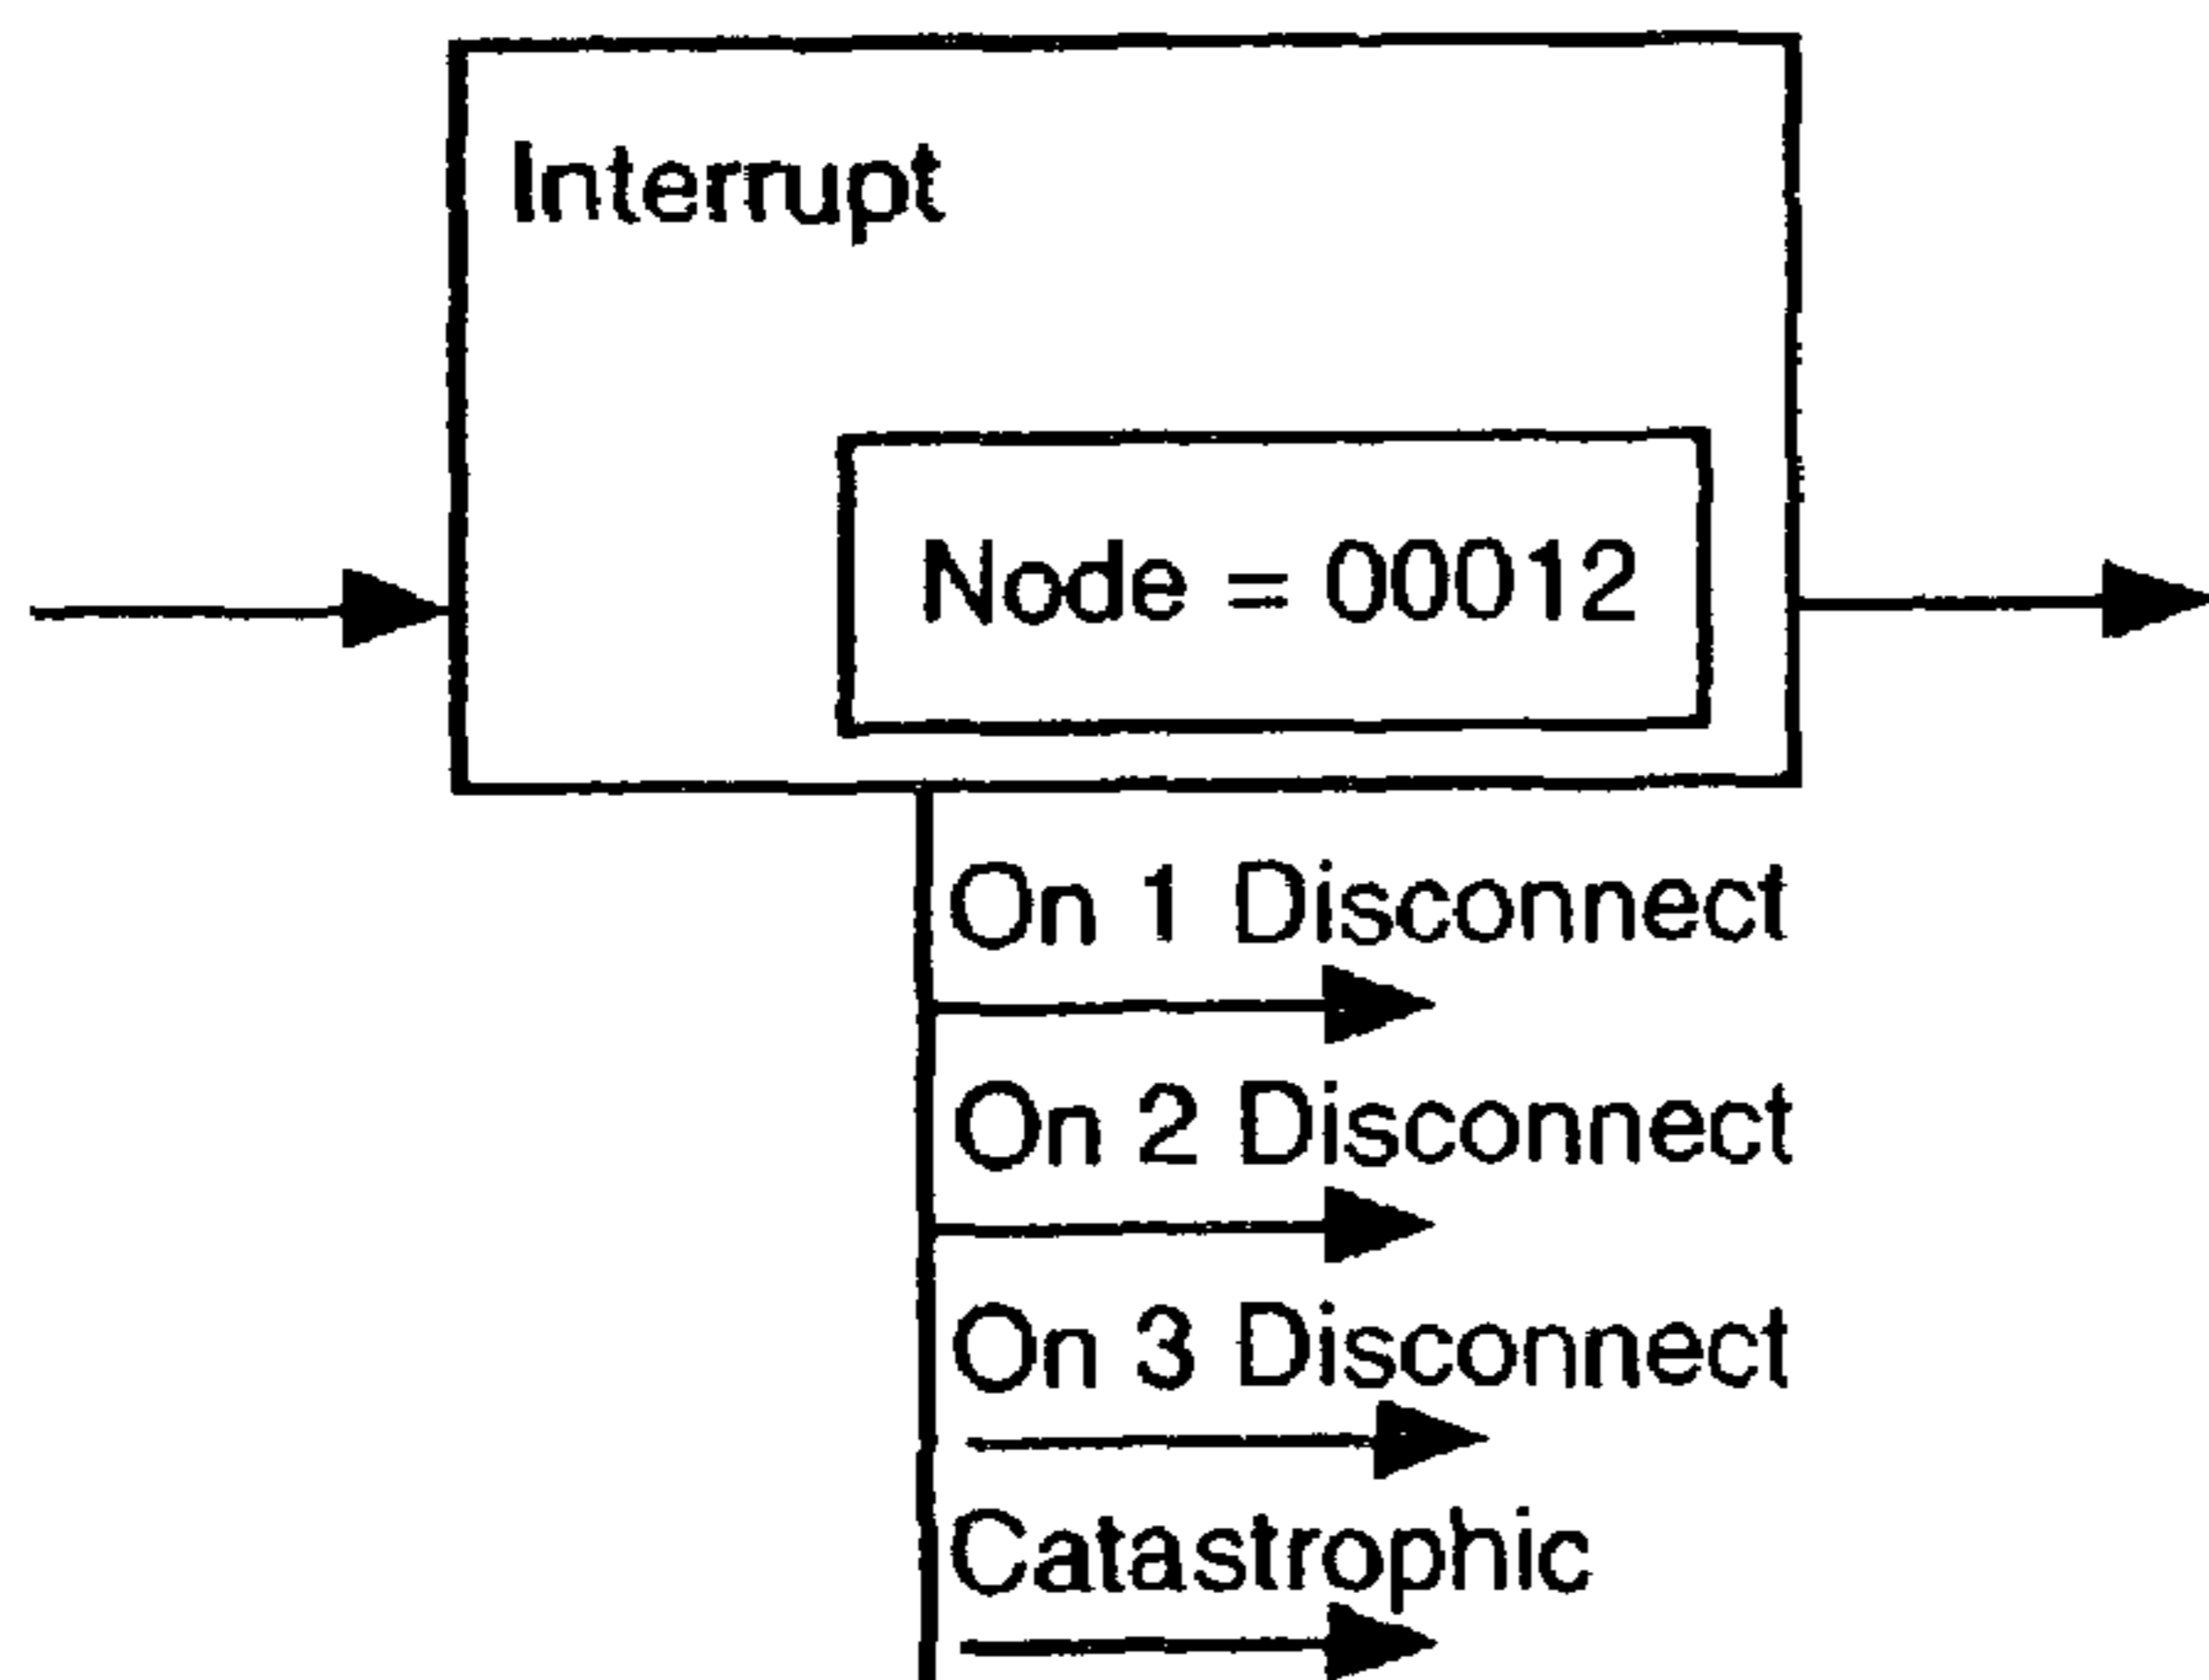 Interrupt
Node = 00012
On 1 Disconnect
On 2 Disconnect
On 3 Disconnect
Catastrophic